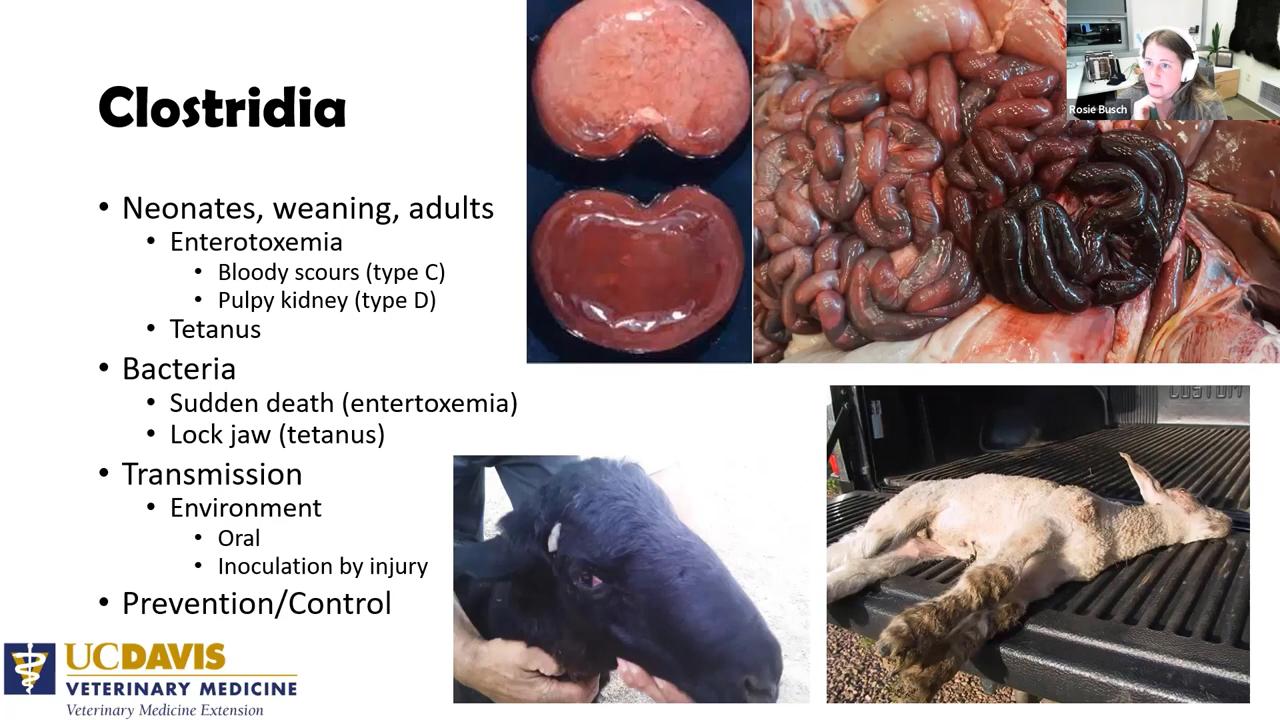 Clostridia
• Neonates, weaning, adults
• Enterotoxemia
• Bloody scours (type C)
• Pulpy kidney (type D)
• Tetanus
• Bacteria
• Sudden death (entertoxemia)
• Lock jaw (tetanus)
• Transmission
• Environment
• Oral
• Inoculation by injury
• Prevention/Control
UCDAVIS
VETERINARY MEDICINE
Veterinary Medicine Extension
Rosie Busch
CUSTOM